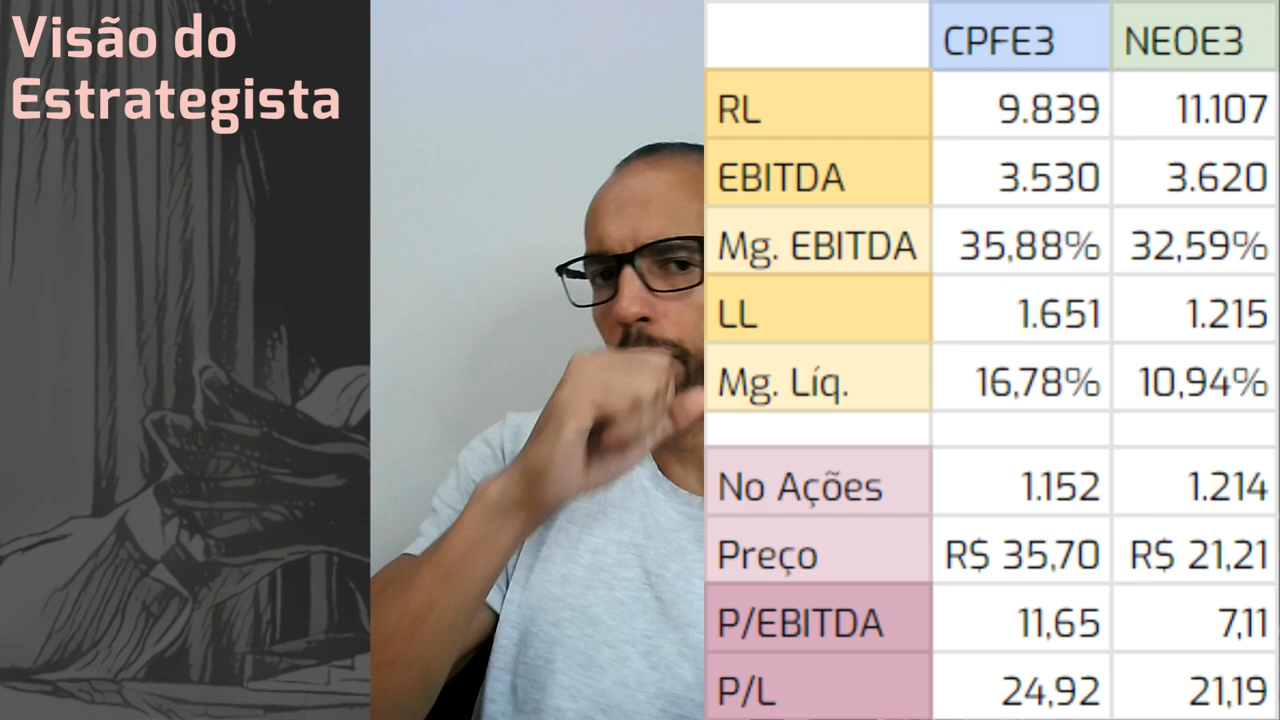 Visão do
Estrategista
CPFE3 NEOE3
RL 9.839 11.107
EBITDA 3.530 3.620
Mg. EBITDA 35,88% 32,59%
LL 1.651 1.215
Mg. Líq. 16,78% 10,94%
No Ações 1.152 1.214
Preço R$ 35,70 R$ 21,21
P/EBITDA 11,65 7,11
P/L 24,92 21,19